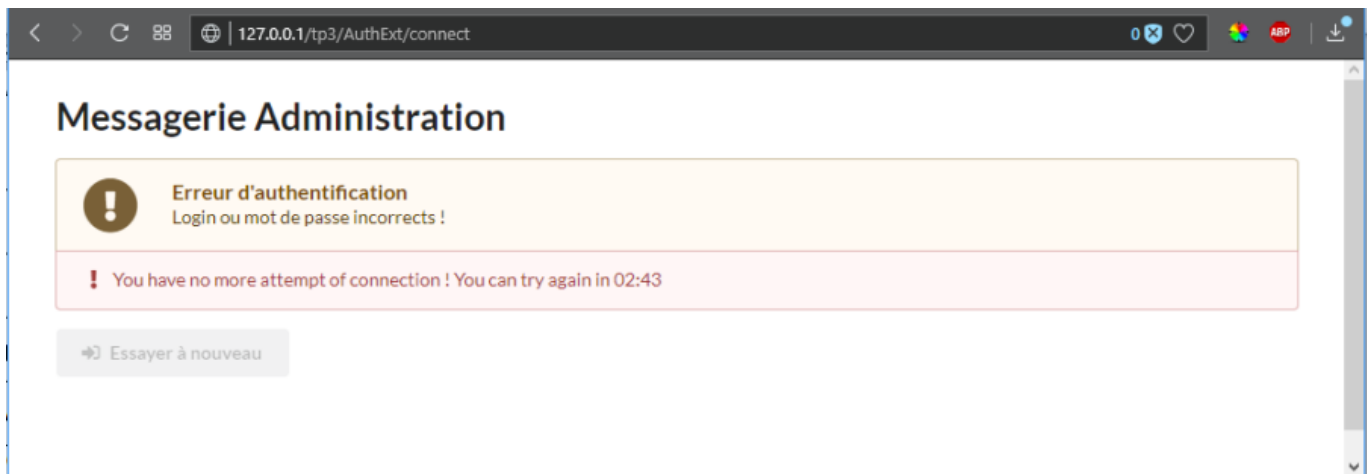 127.0.0.1/tp3/AuthExt/connect
0
ABP
Messagerie Administration
Erreur d'authentification
Login ou mot de passe incorrects !
You have no more attempt of connection ! You can try again in 02:43
Essayer à nouveau